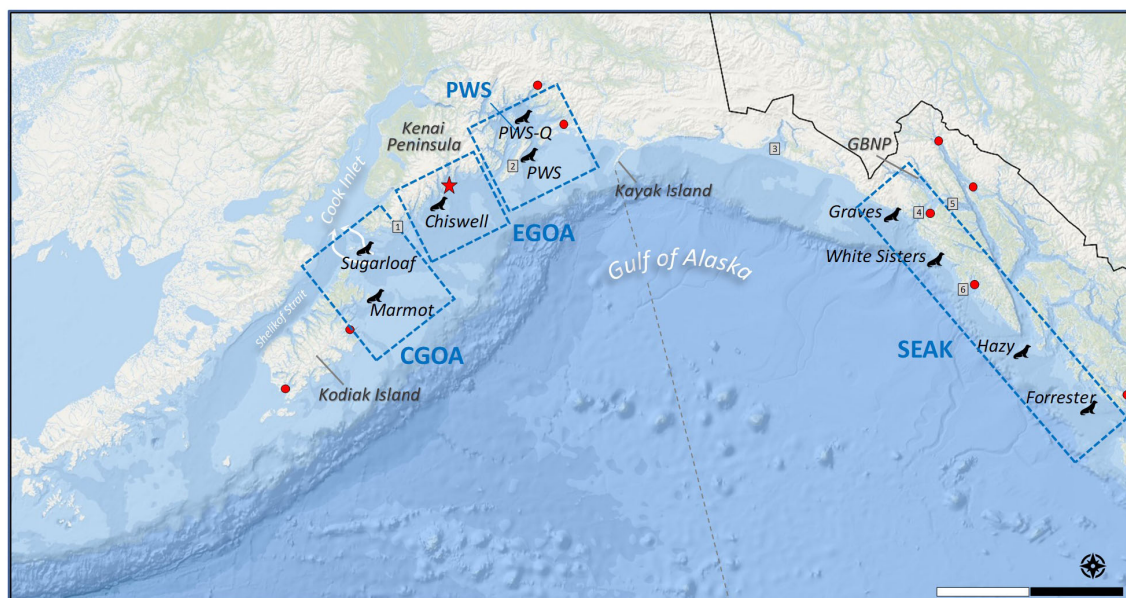 PWS
PWS-Q
Kenai
Peninsula
3
GBNP
2
PWS
Kayak Island
Cook Inlet
Chiswell
Graves
4
5
1
EGOA
Sugarloaf
Gulf of Alaska
White Sisters
6
Marmot
Shelikof Strait
CGOA
SEAK
Hazy
Kodiak Island
Forrester